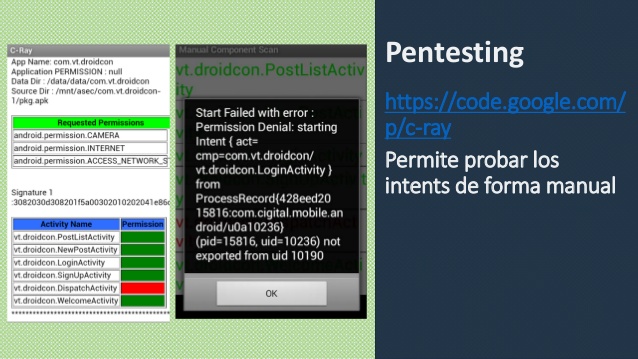 C-Ray
App Name: com.vt.droidcon
Application PERMISSION : null
Data Dir : /data/data/com.vt.droidcon
Source Dir : /mnt/asec/com.vt.droidcon-
1/pkg.apk
Requested Permissions
android.permission.CAMERA
android.permission.INTERNET
android.permission.ACCESS_NETWORK_S
Signature 1
:3082030d308201f5a00302010202041e86c
Activity Name Permission
vt.droidcon.PostListActivity
vt.droidcon.NewPostActivity
vt.droidcon.LoginActivity
vt.droidcon.SignUpActivity
vt.droidcon.DispatchActivity
vt.droidcon.WelcomeActivity
Manual Component Scan
vt.droidcon.PostListActiv
ity
Start Failed with error :
Permission Denial: starting
Intent { act=
cmp=com.vt.droidcon/
vt.droidcon.LoginActivity }
from
ProcessRecord{428eed20
15816:com.cigital.mobile.an
droid/u0a10236}
(pid=15816, uid=10236) not
exported from uid 10190
OK
Pentesting
https://code.google.com/
p/c-ray
Permite probar los
intents de forma manual